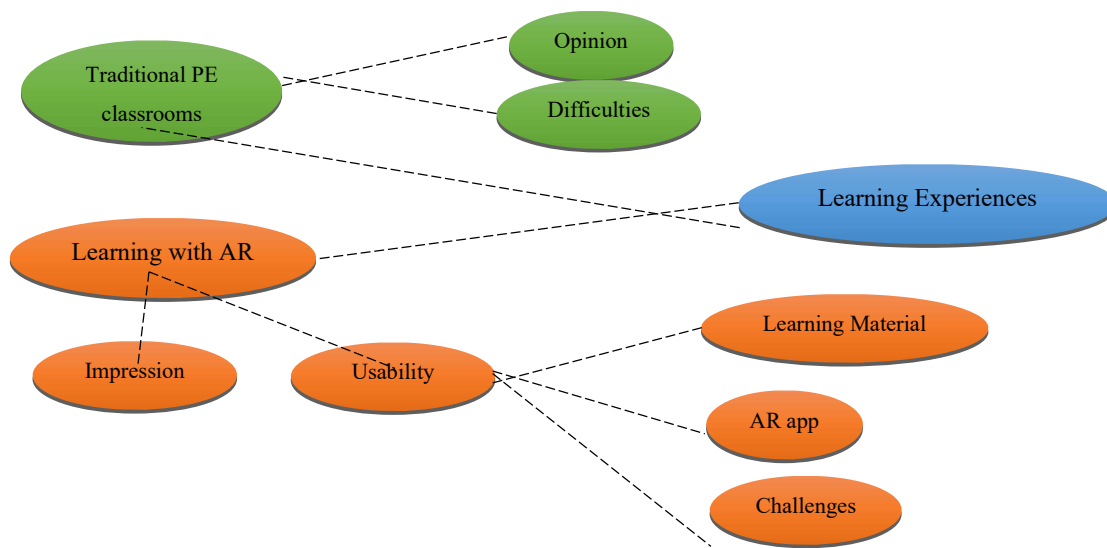 Opinion
Traditional PE
classrooms
Difficulties
Learning Experiences
Learning with AR
Learning Material
Impression
Usability
AR app
Challenges